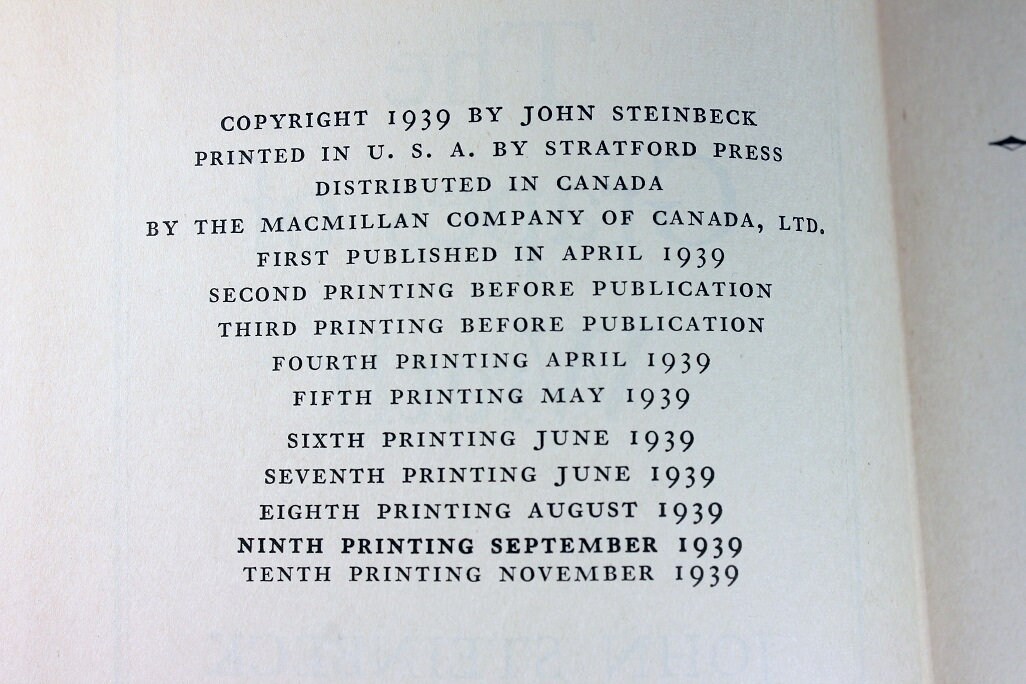 COPYRIGHT 1939 BY JOHN STEINBECK
PRINTED IN U. S. A. BY STRATFORD PRESS
DISTRIBUTED IN CANADA
BY THE MACMILLAN COMPANY OF CANADA, LTD.
FIRST PUBLISHED IN APRIL 1939
SECOND PRINTING BEFORE PUBLICATION
THIRD PRINTING BEFORE PUBLICATION
FOURTH PRINTING APRIL 1939
FIFTH PRINTING MAY 1939
SIXTH PRINTING JUNE 1939
SEVENTH PRINTING JUNE 1939
EIGHTH PRINTING AUGUST 1939
NINTH PRINTING SEPTEMBER 1939
TENTH PRINTING NOVEMBER 1939